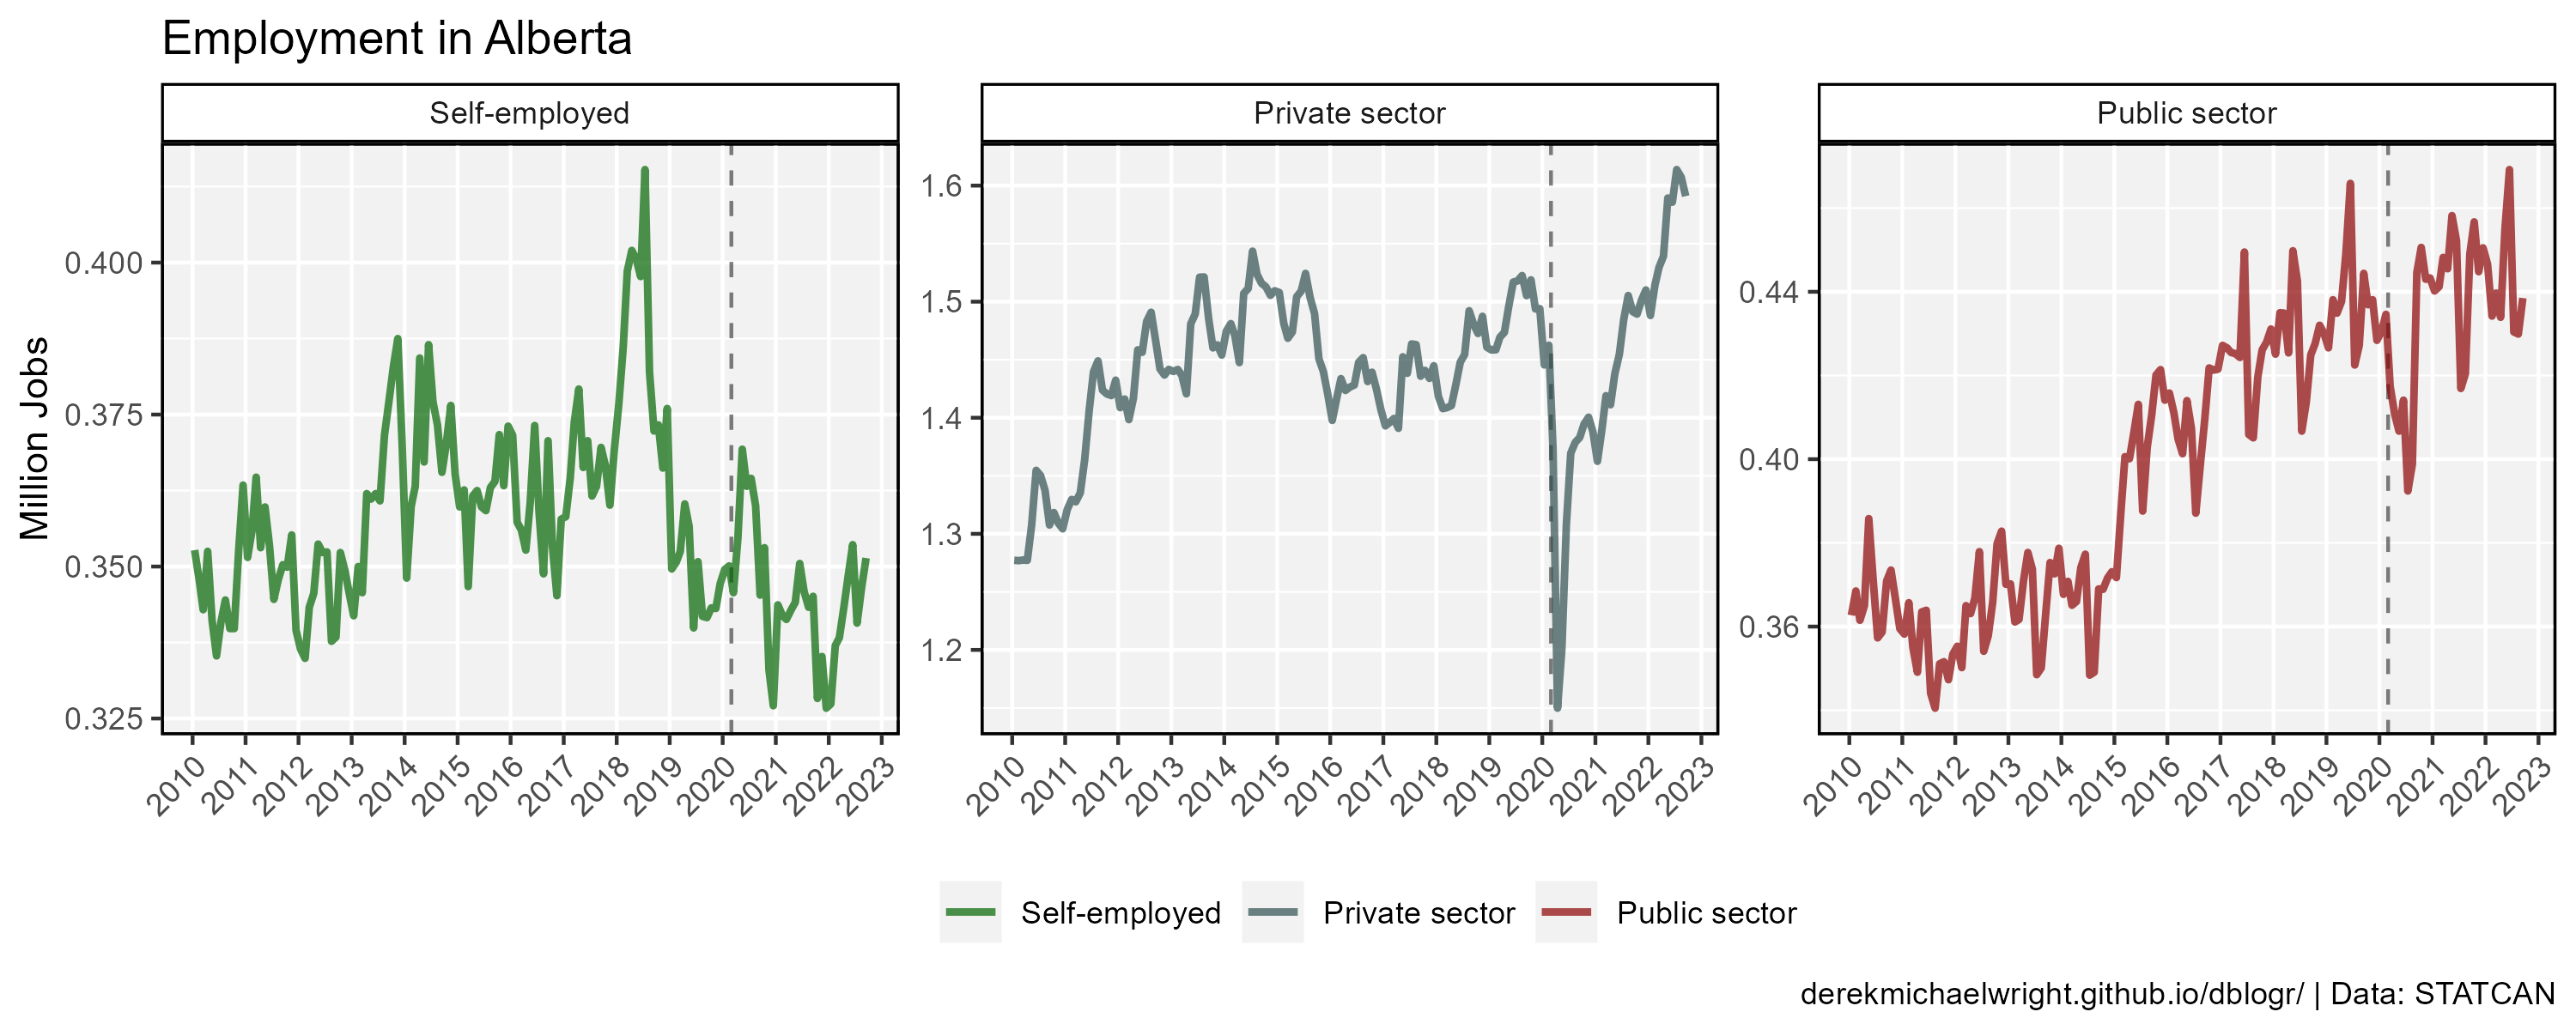 Employment in Alberta
Self-employed
Private sector
Public sector
Million Jobs
0.400
0.375
0.350
0.325
2010 2011 2012 2013 2014 2015 2016 2017 2018 2019 2020 2021 2022 2023
1.6
1.5
1.4
1.3
1.2
2010 2011 2012 2013 2014 2015 2016 2017 2018 2019 2020 2021 2022 2023
0.44
0.40
0.36
2010 2011 2012 2013 2014 2015 2016 2017 2018 2019 2020 2021 2022 2023
Self-employed Private sector Public sector
derekmichaelwright.github.io/dblogr/ | Data: STATCAN